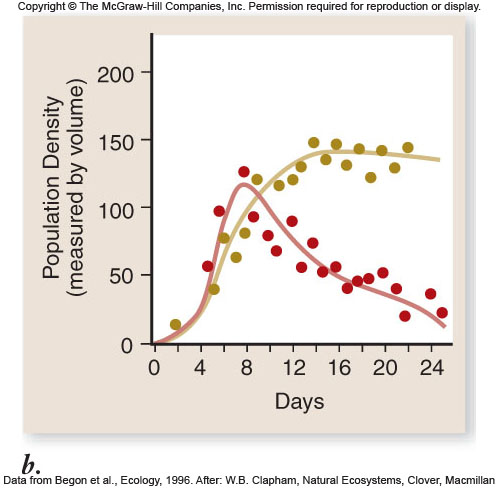 Copyright © The McGraw-Hill Companies, Inc. Permission required for reproduction or display.
Population Density
(measured by volume)
200
150
100
50
0
0 4 8 12 16 20 24
Days
b.
Data from Begon et al., Ecology, 1996. After: W.B. Clapham, Natural Ecosystems, Clover, Macmillan